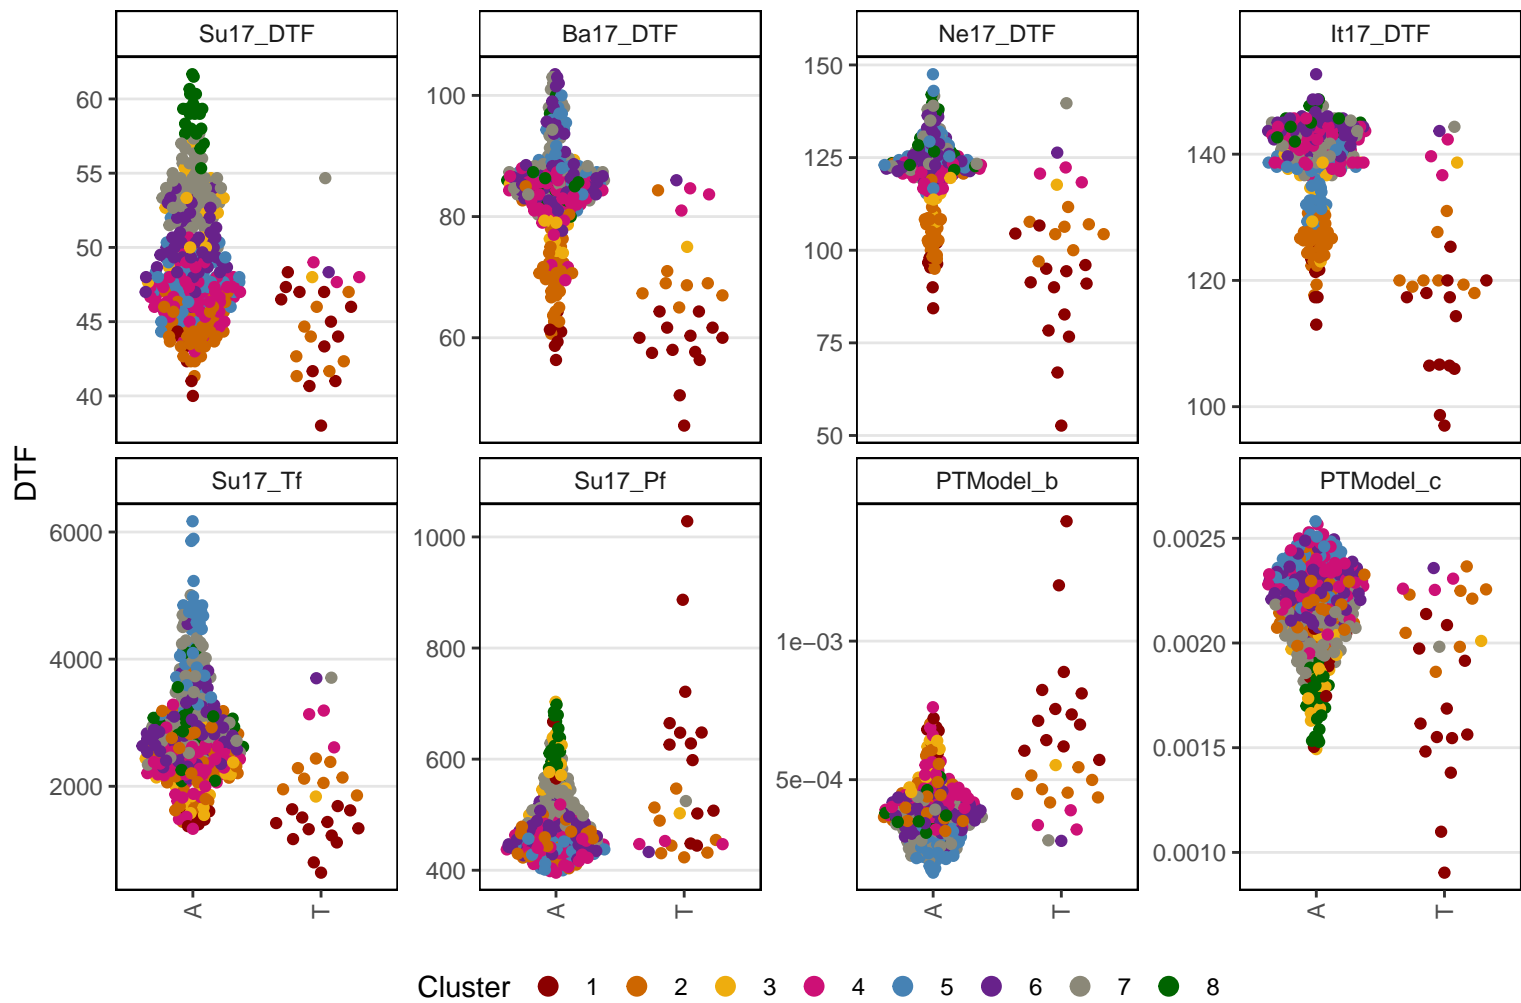 Su17_DTF Ba17_DTF Ne17_DTF It17_DTF
60 100 150 140
55 80 125 120
50 60 100 100
45 75
40 50
DTF
Su17_Tf Su17_Pf PTModel_b PTModel_c
6000 1000 1e−03 0.0025
4000 800 5e−04 0.0020
2000 600 0.0015
400 0.0010
A T A T A T A T
Cluster 1 2 3 4 5 6 7 8